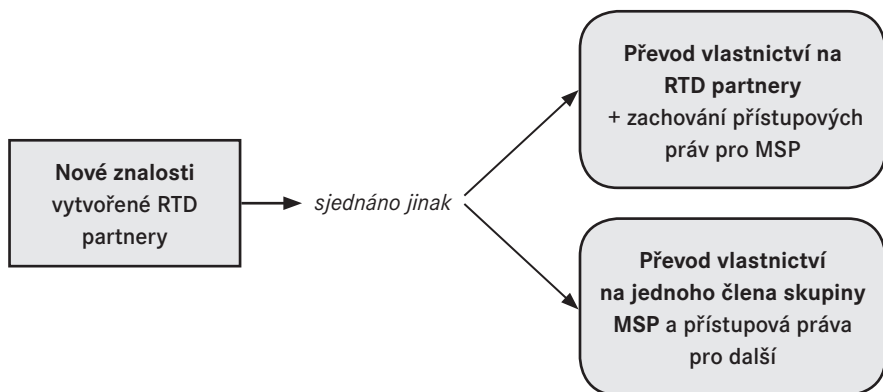 Nové znalosti
vytvořené RTD
partnery
sjednáno jinak
Převod vlastnictví na
RTD partnery
+ zachování přístupových
práv pro MSP
Převod vlastnictví
na jednoho člena skupiny
MSP a přístupová práva
pro další